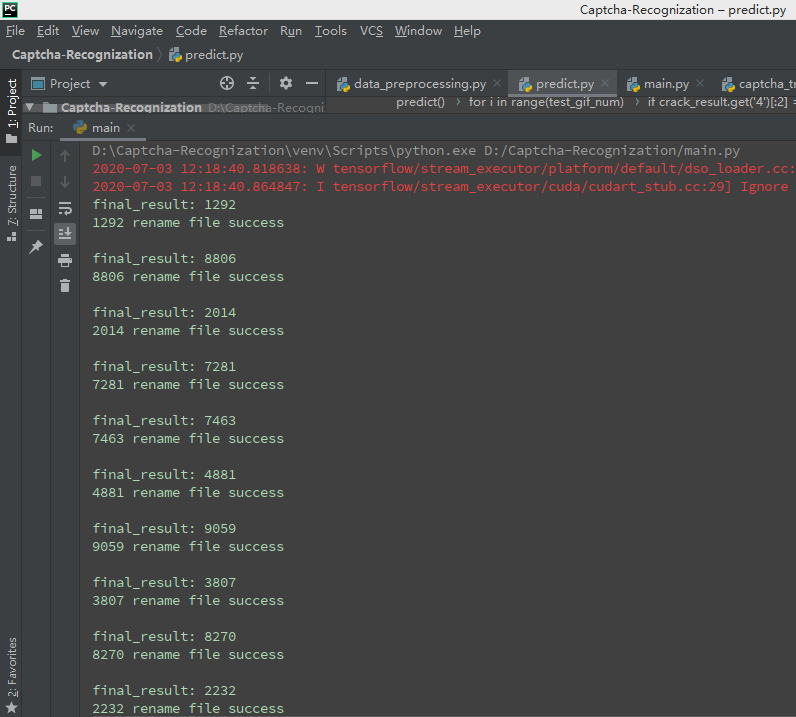 PC
Captcha-Recognization – predict.py
File Edit View Navigate Code Refactor Run Tools VCS Window Help
Captcha-Recognization predict.py
1: Project
Project
data_preprocessing.py predict.py main.py captcha_tr
Captcha-Recognization D:\Captcha-Recogni
predict() for i in range(test_gif_num) if crack_result.get('4')[:2] =
Run: main
7: Structure
2: Favorites
D:\Captcha-Recognization\venv\Scripts\python.exe D:/Captcha-Recognization/main.py
2020-07-03 12:18:40.818638: W tensorflow/stream_executor/platform/default/dso_loader.cc:
2020-07-03 12:18:40.864847: I tensorflow/stream_executor/cuda/cudart_stub.cc:29] Ignore
final_result: 1292
1292 rename file success
final_result: 8806
8806 rename file success
final_result: 2014
2014 rename file success
final_result: 7281
7281 rename file success
final_result: 7463
7463 rename file success
final_result: 4881
4881 rename file success
final_result: 9059
9059 rename file success
final_result: 3807
3807 rename file success
final_result: 8270
8270 rename file success
final_result: 2232
2232 rename file success